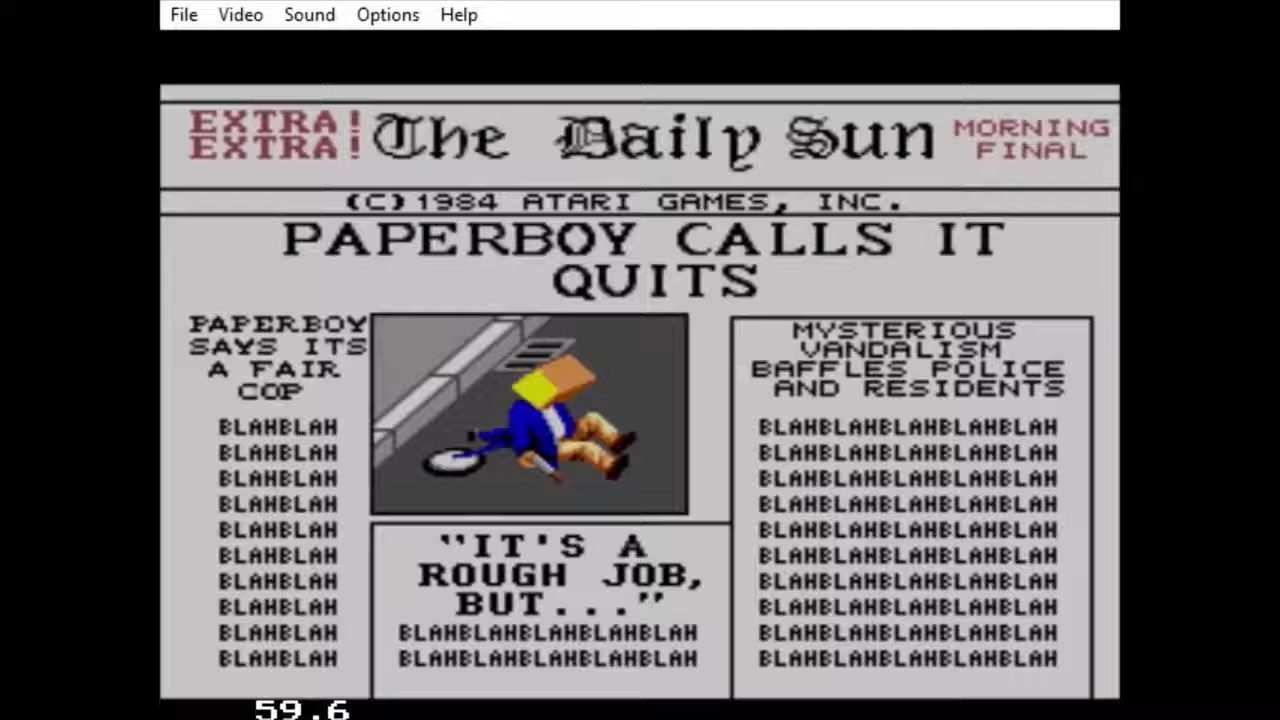 File Video Sound Options Help
EXTRA!
EXTRA!
The Daily Sun
MORNING
FINAL
(C)1984 ATARI GAMES, INC.
PAPERBOY CALLS IT
QUITS
PAPERBOY
SAYS ITS
A FAIR
COP
BLAHBLAH
BLAHBLAH
BLAHBLAH
BLAHBLAH
BLAHBLAH
BLAHBLAH
BLAHBLAH
BLAHBLAH
BLAHBLAH
BLAHBLAH
"IT'S A
ROUGH JOB,
BUT..."
BLAHBLAHBLAHBLAHBLAH
BLAHBLAHBLAHBLAHBLAH
MYSTERIOUS
VANDALISM
BAFFLES POLICE
AND RESIDENTS
BLAHBLAHBLAHBLAHBLAH
BLAHBLAHBLAHBLAHBLAH
BLAHBLAHBLAHBLAHBLAH
BLAHBLAHBLAHBLAHBLAH
BLAHBLAHBLAHBLAHBLAH
BLAHBLAHBLAHBLAHBLAH
BLAHBLAHBLAHBLAHBLAH
BLAHBLAHBLAHBLAHBLAH
BLAHBLAHBLAHBLAHBLAH
BLAHBLAHBLAHBLAHBLAH
59.6